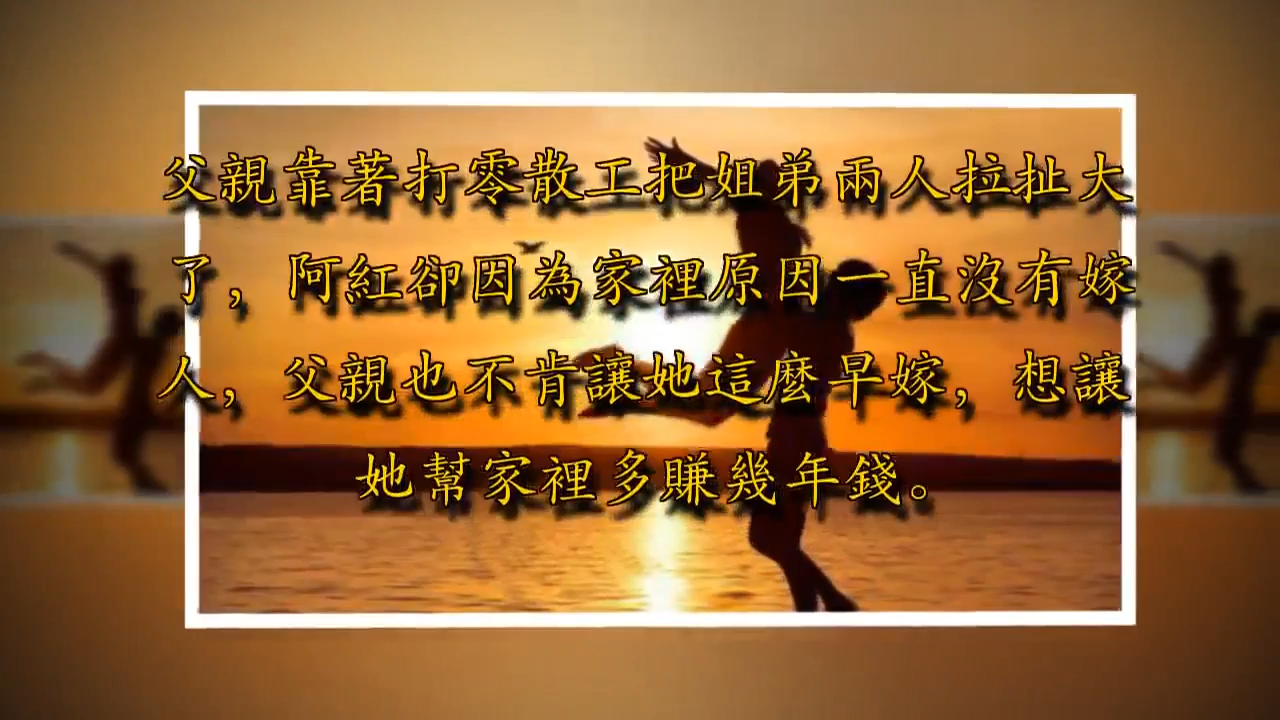 父親靠著打零散工把姐弟兩人拉扯大
了，阿紅卻因為家裡原因一直沒有嫁
人，父親也不肯讓她這麼早嫁，想讓
她幫家裡多賺幾年錢。